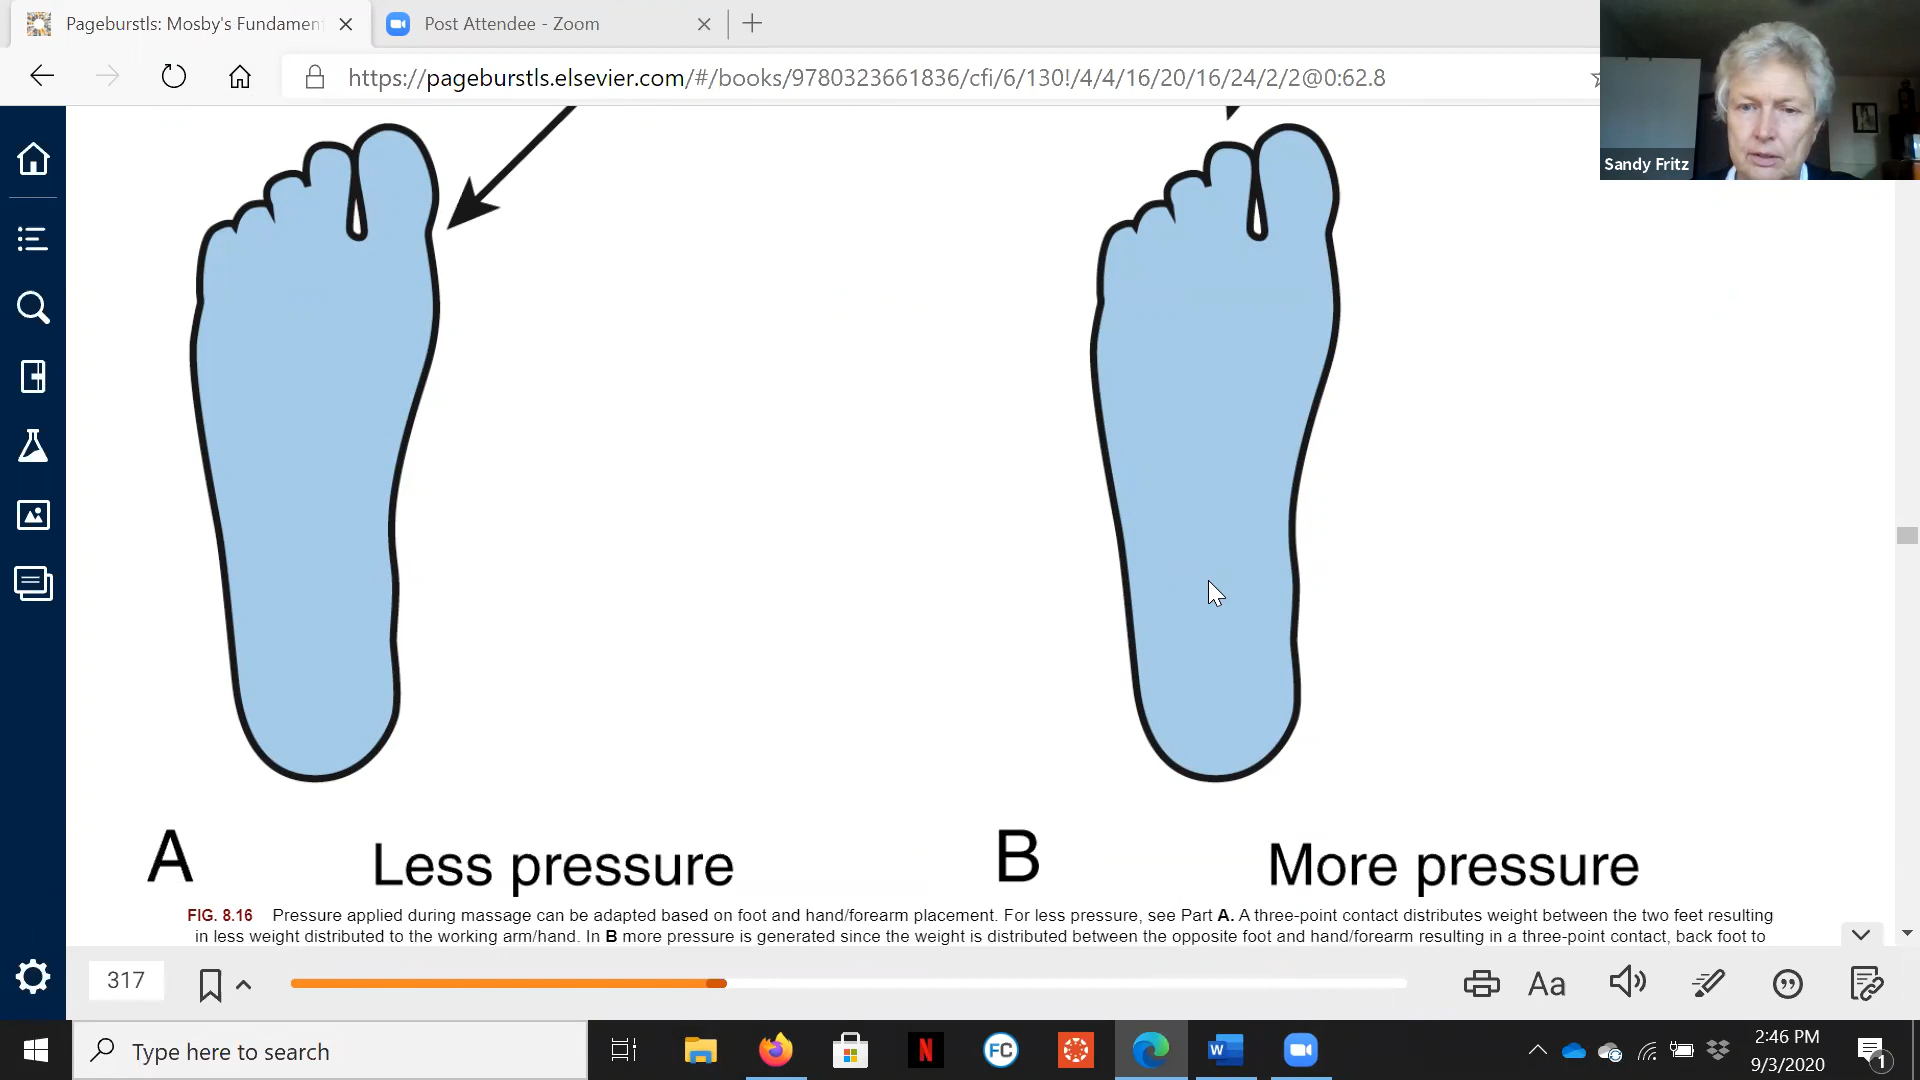 Pageburstls: Mosby's Fundamen
Post Attendee - Zoom
https://pageburstls.elsevier.com/#/books/9780323661836/cfi/6/130!/4/4/16/20/16/24/2/2@0:62.8
Sandy Fritz
A Less pressure
B More pressure
FIG. 8.16 Pressure applied during massage can be adapted based on foot and hand/forearm placement. For less pressure, see Part A. A three-point contact distributes weight between the two feet resulting
in less weight distributed to the working arm/hand. In B more pressure is generated since the weight is distributed between the opposite foot and hand/forearm resulting in a three-point contact, back foot to
317
Aa
Type here to search
N
FC
W
2:46 PM
9/3/2020
1